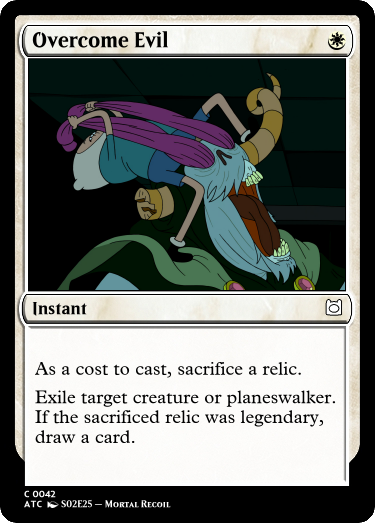 Overcome Evil
Instant
As a cost to cast, sacrifice a relic.
Exile target creature or planeswalker.
If the sacrificed relic was legendary,
draw a card.
C 0042
ATC S02E25 – Mortal Recoil